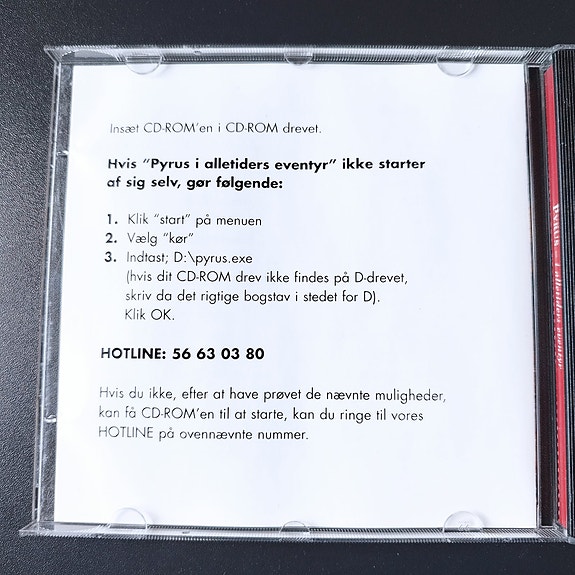 Insæt CD-ROM'en i CD-ROM drevet.
Hvis "Pyrus i alletiders eventyr" ikke starter
af sig selv, gør følgende:
1. Klik "start" på menuen
2. Vælg "kør"
3. Indtast; D:\pyrus.exe
(hvis dit CD-ROM drev ikke findes på D-drevet,
skriv da det rigtige bogstav i stedet for D).
Klik OK.
HOTLINE: 56 63 03 80
Hvis du ikke, efter at have prøvet de nævnte muligheder,
kan få CD-ROM'en til at starte, kan du ringe til vores
HOTLINE på ovennævnte nummer.
PYRUS – i alletiders eventyr